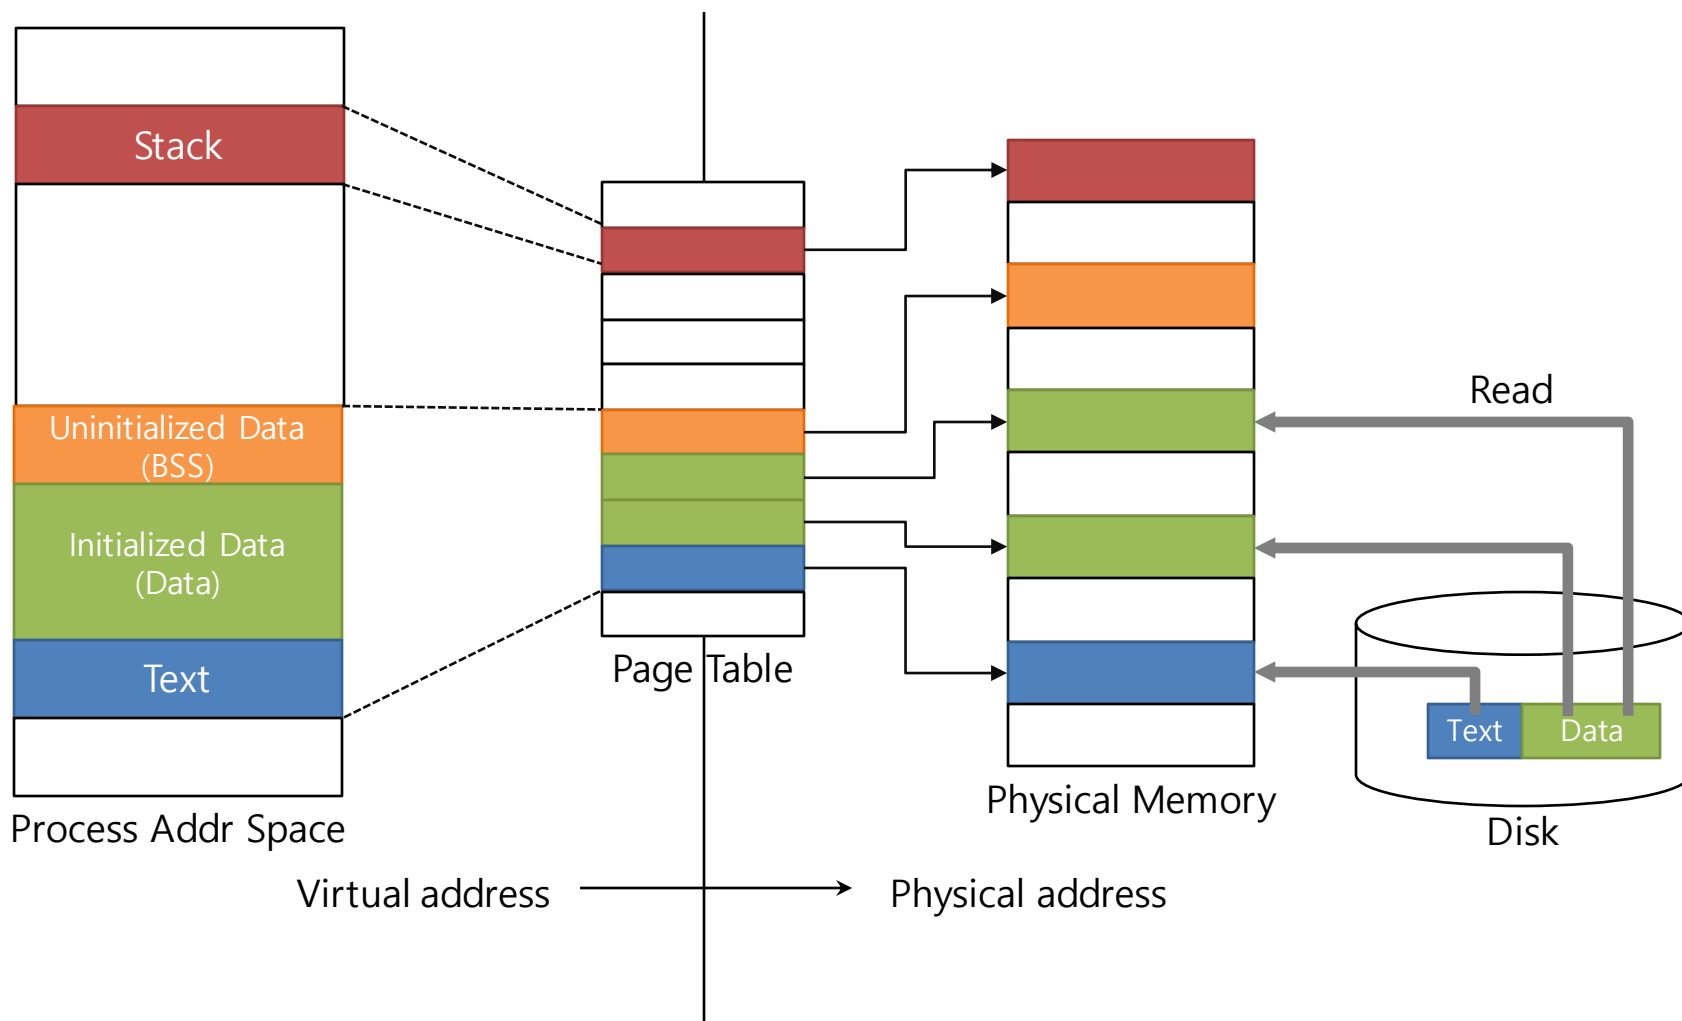 Stack
Uninitialized Data
(BSS)
Initialized Data
(Data)
Text
Process Addr Space
Page Table
Physical Memory
Read
Text
Data
Disk
Virtual address
Physical address